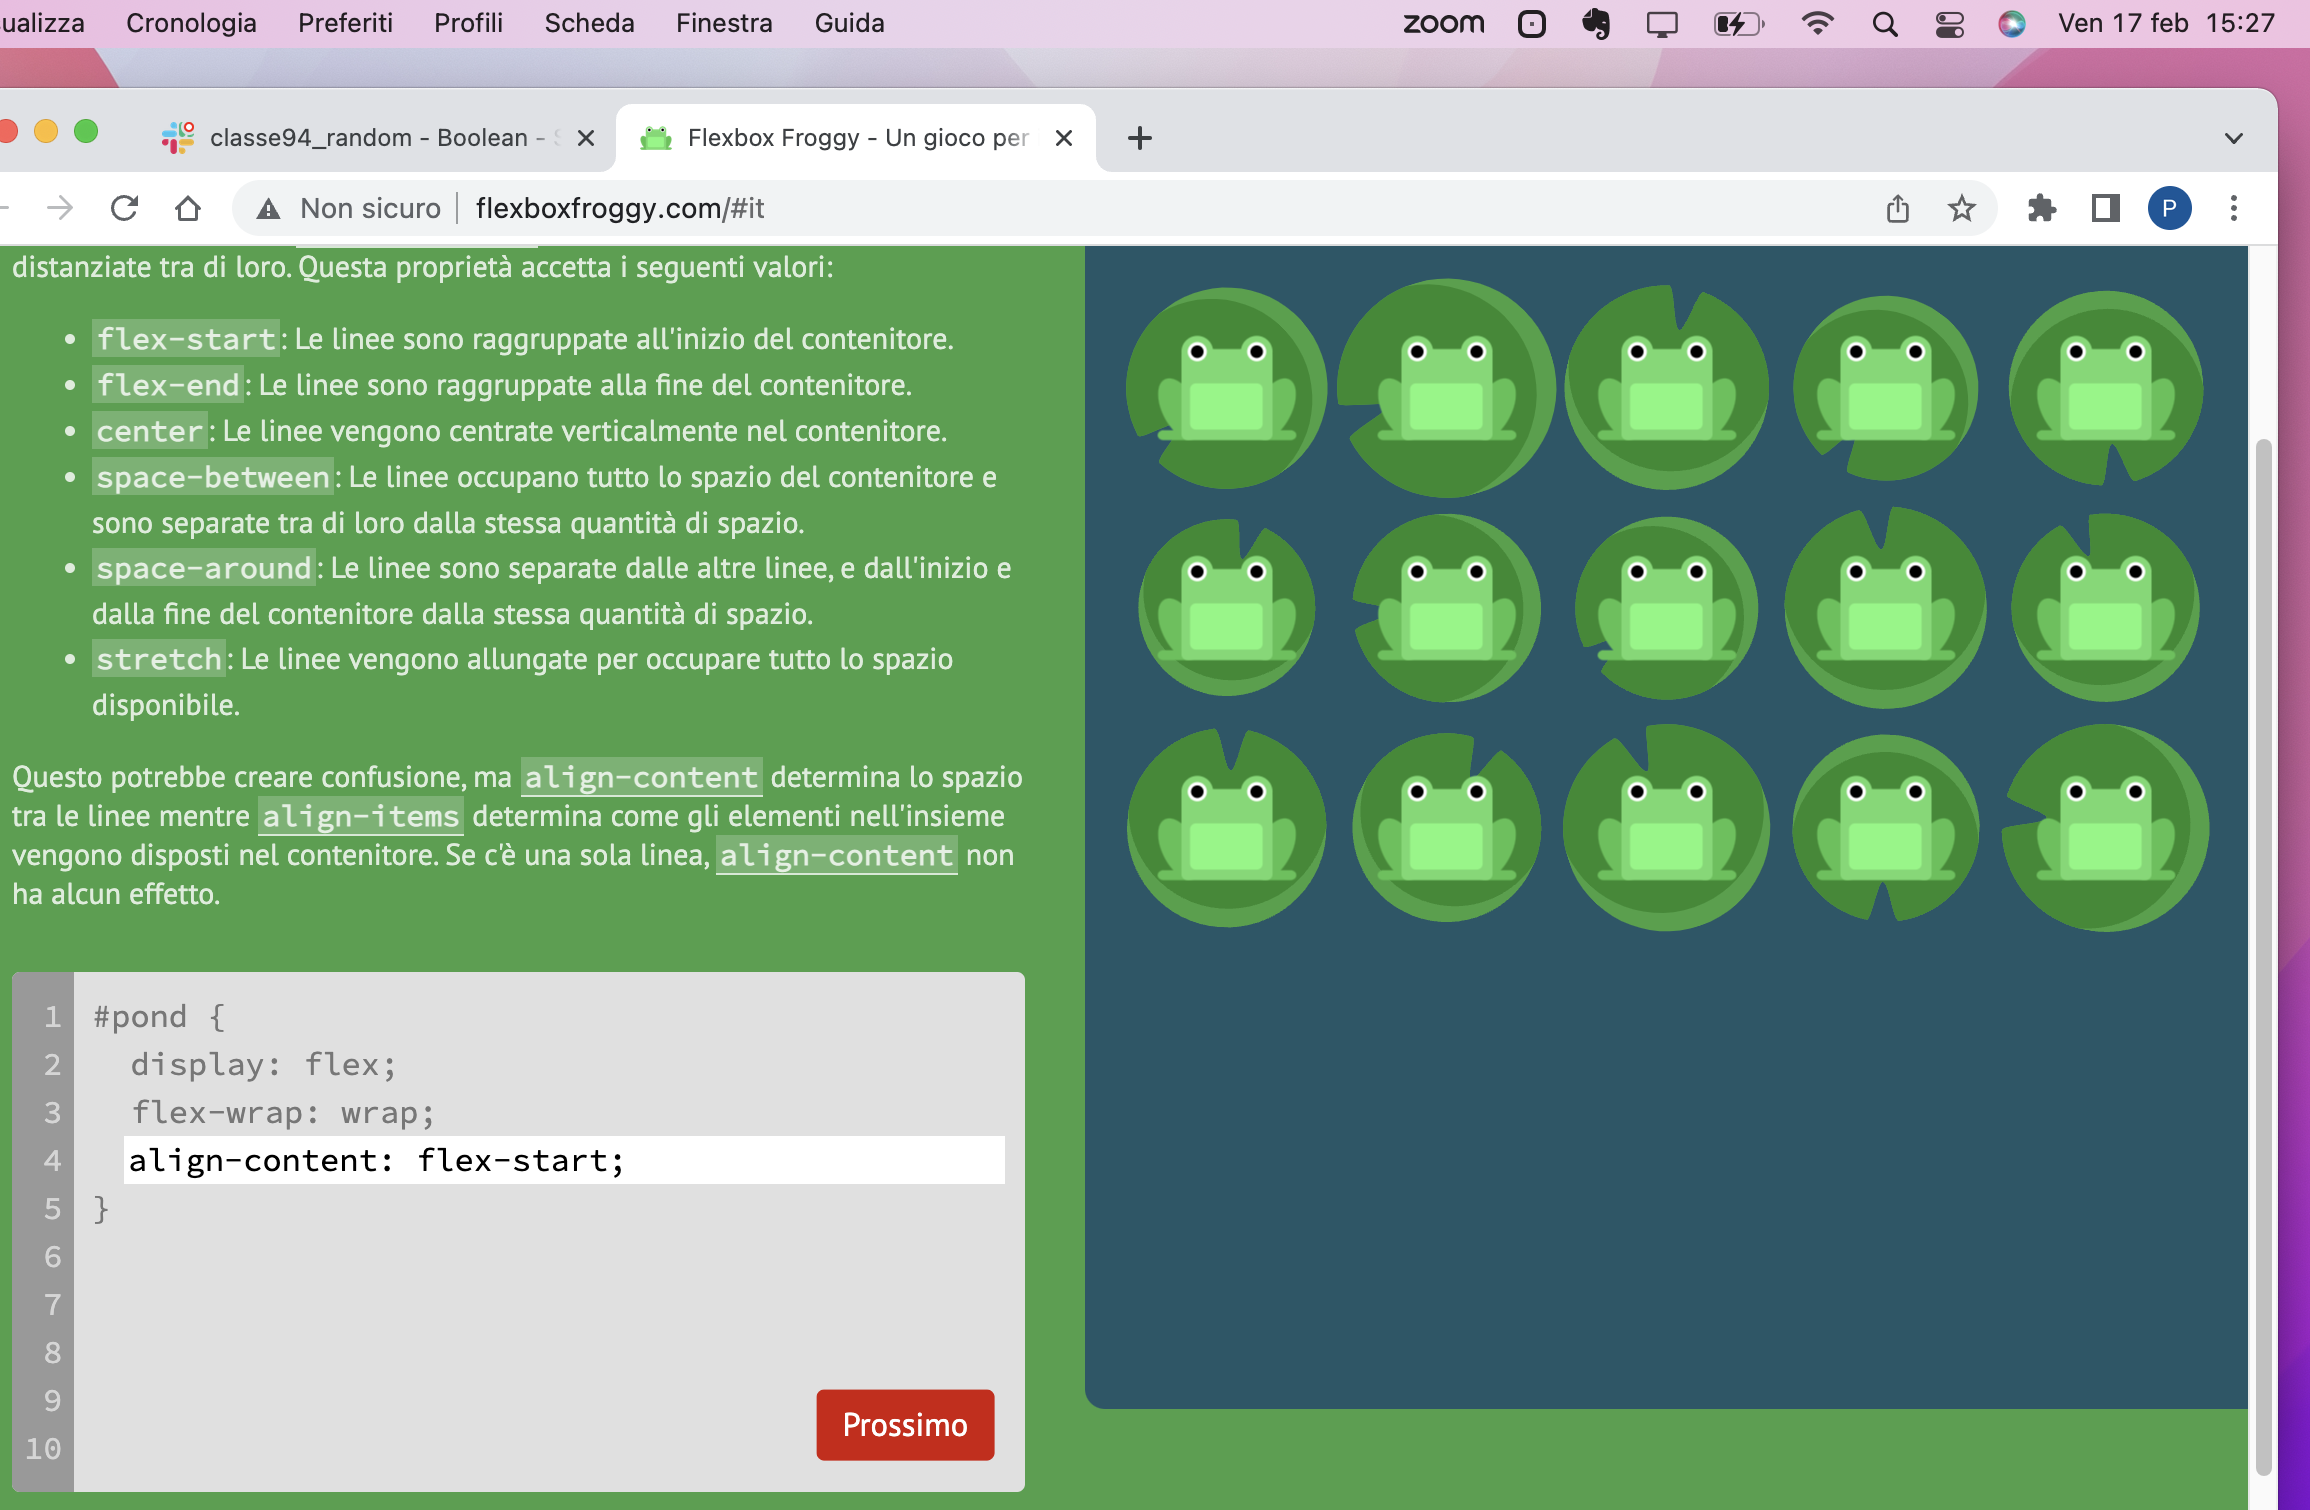 Cronologia Preferiti Profili Scheda Finestra Guida zoom Ven 17 feb 15:27
classe94_random - Boolean - Flexbox Froggy - Un gioco per
Non sicuro flexboxfroggy.com/#it P
distanziate tra di loro. Questa proprietà accetta i seguenti valori:
• flex-start: Le linee sono raggruppate all'inizio del contenitore.
• flex-end: Le linee sono raggruppate alla fine del contenitore.
• center: Le linee vengono centrate verticalmente nel contenitore.
• space-between: Le linee occupano tutto lo spazio del contenitore e
sono separate tra di loro dalla stessa quantità di spazio.
• space-around: Le linee sono separate dalle altre linee, e dall'inizio e
dalla fine del contenitore dalla stessa quantità di spazio.
• stretch: Le linee vengono allungate per occupare tutto lo spazio
disponibile.
Questo potrebbe creare confusione, ma align-content determina lo spazio
tra le linee mentre align-items determina come gli elementi nell'insieme
vengono disposti nel contenitore. Se c'è una sola linea, align-content non
ha alcun effetto.
1 #pond {
2 display: flex;
3 flex-wrap: wrap;
4 align-content: flex-start;
5 }
6
7
8
9
10
Prossimo